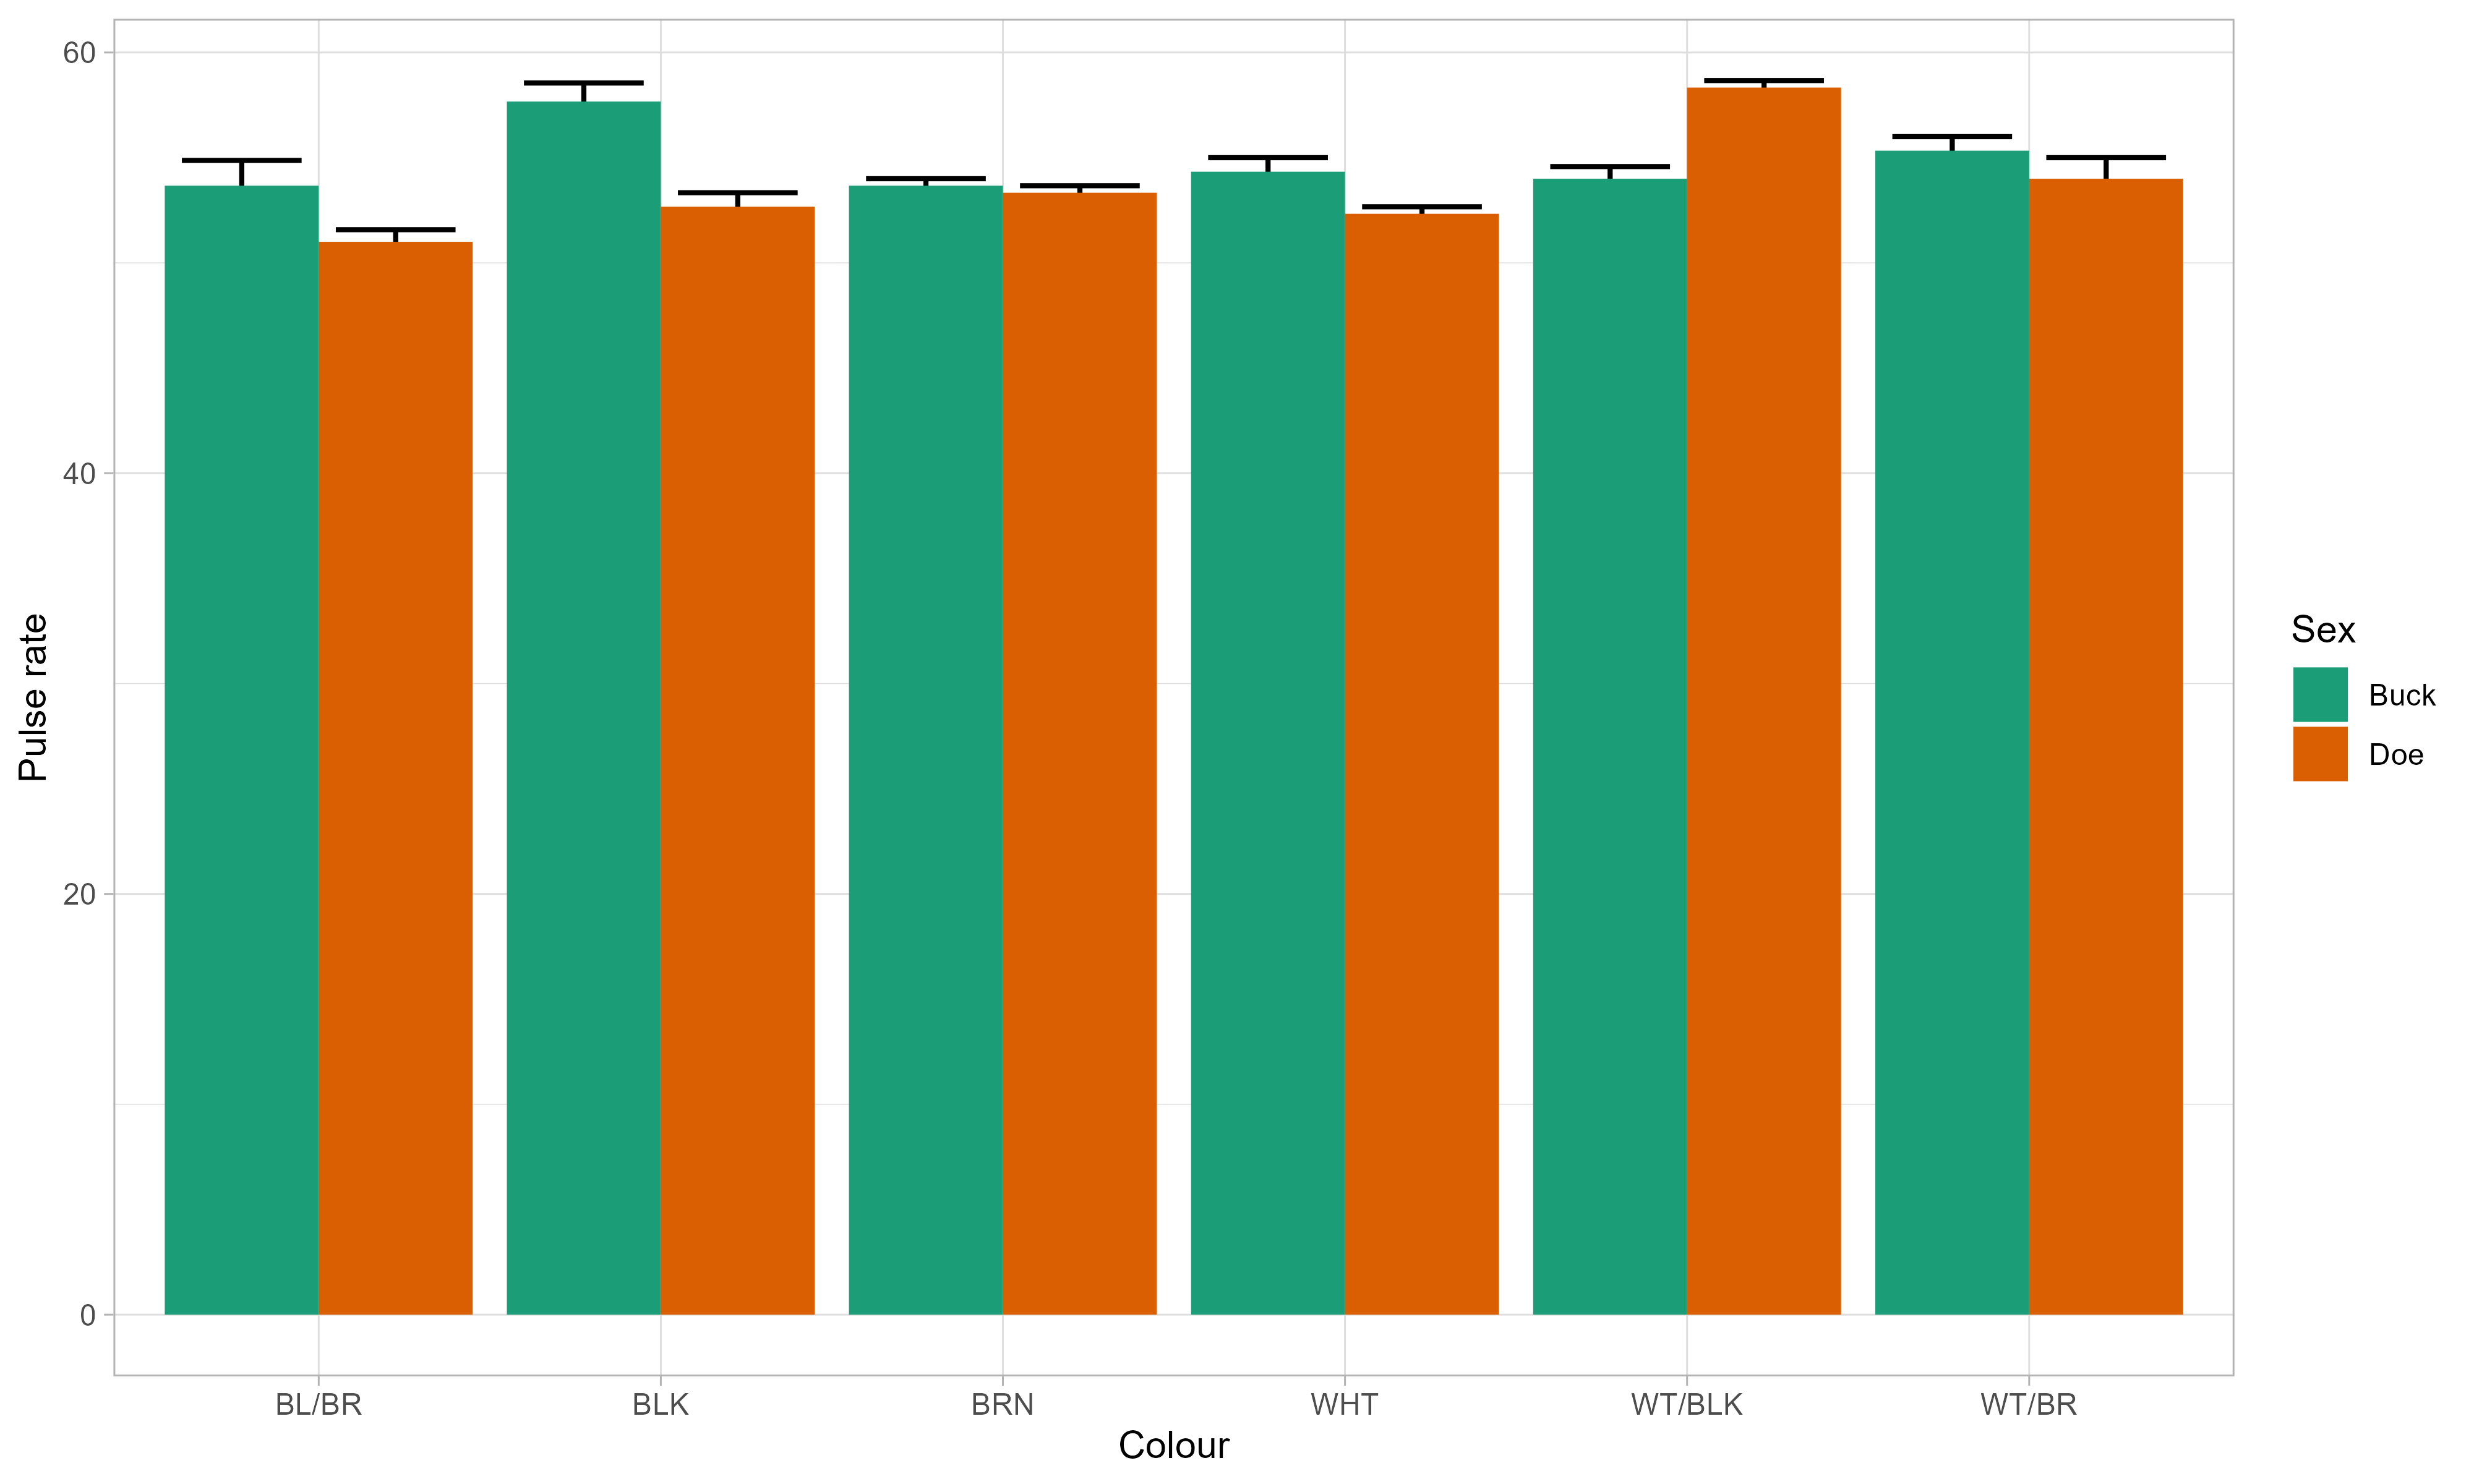 60
40
20
0
Pulse rate
BL/BR BLK BRN WHT WT/BLK WT/BR
Colour
Sex
Buck
Doe